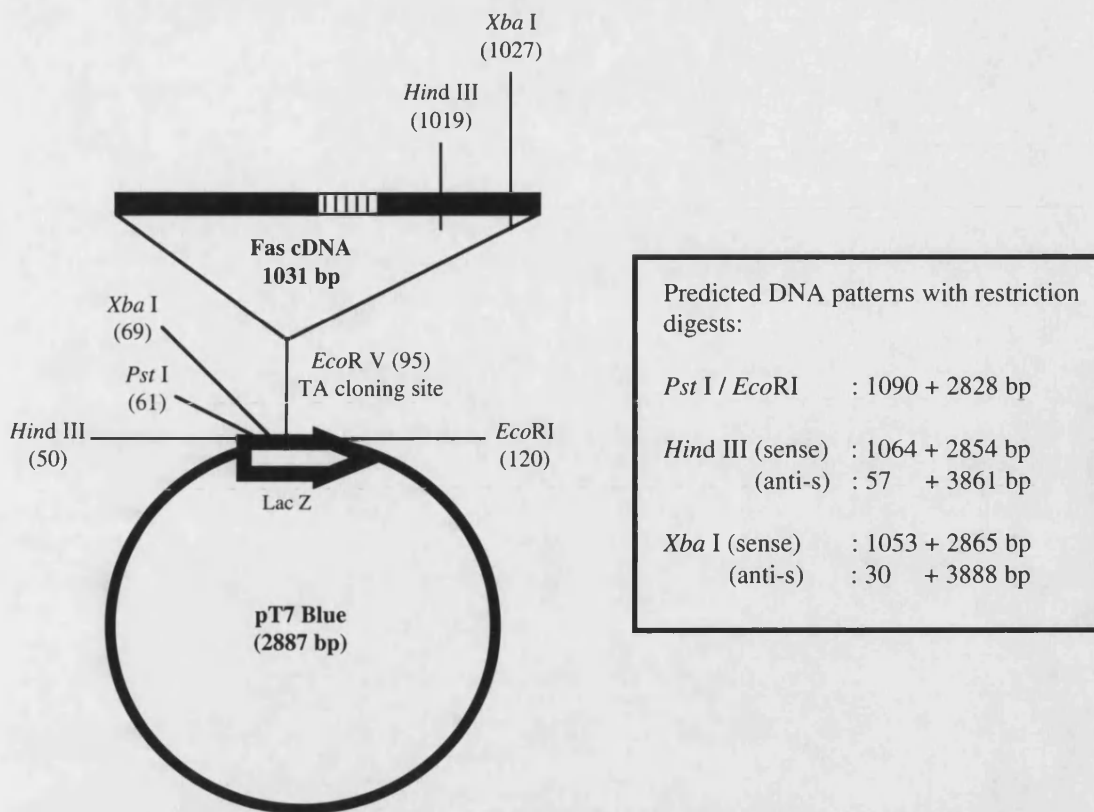 Xba I
(1027)
Hind III
(1019)
Fas cDNA
1031 bp
Xba I
(69)
EcoR V (95)
TA cloning site
Pst I
(61)
Hind III
(50)
EcoRI
(120)
Lac Z
pT7 Blue
(2887 bp)
Predicted DNA patterns with restriction
digests:
Pst I / EcoRI : 1090 + 2828 bp
Hind III (sense) : 1064 + 2854 bp
(anti-s) : 57 + 3861 bp
Xba I (sense) : 1053 + 2865 bp
(anti-s) : 30 + 3888 bp